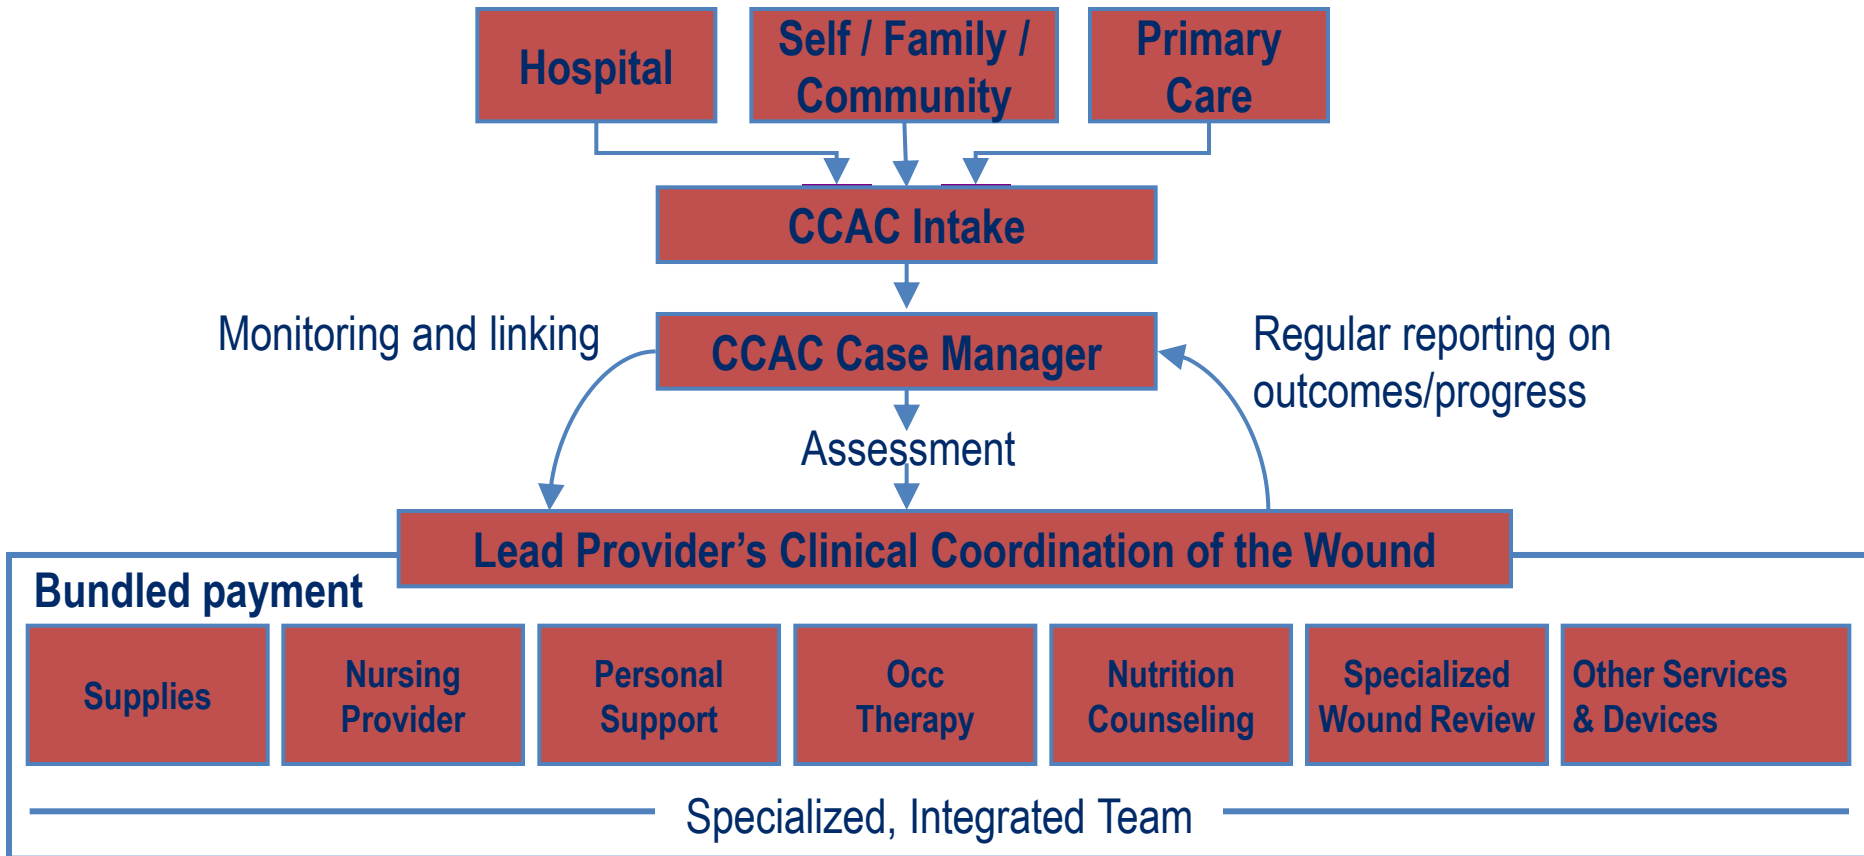 Hospital
Self / Family /
Community
Primary
Care
CCAC Intake
Monitoring and linking
CCAC Case Manager
Regular reporting on
outcomes/progress
Assessment
Lead Provider’s Clinical Coordination of the Wound
Bundled payment
Supplies
Nursing
Provider
Personal
Support
Occ
Therapy
Nutrition
Counseling
Specialized
Wound Review
Other Services
& Devices
Specialized, Integrated Team